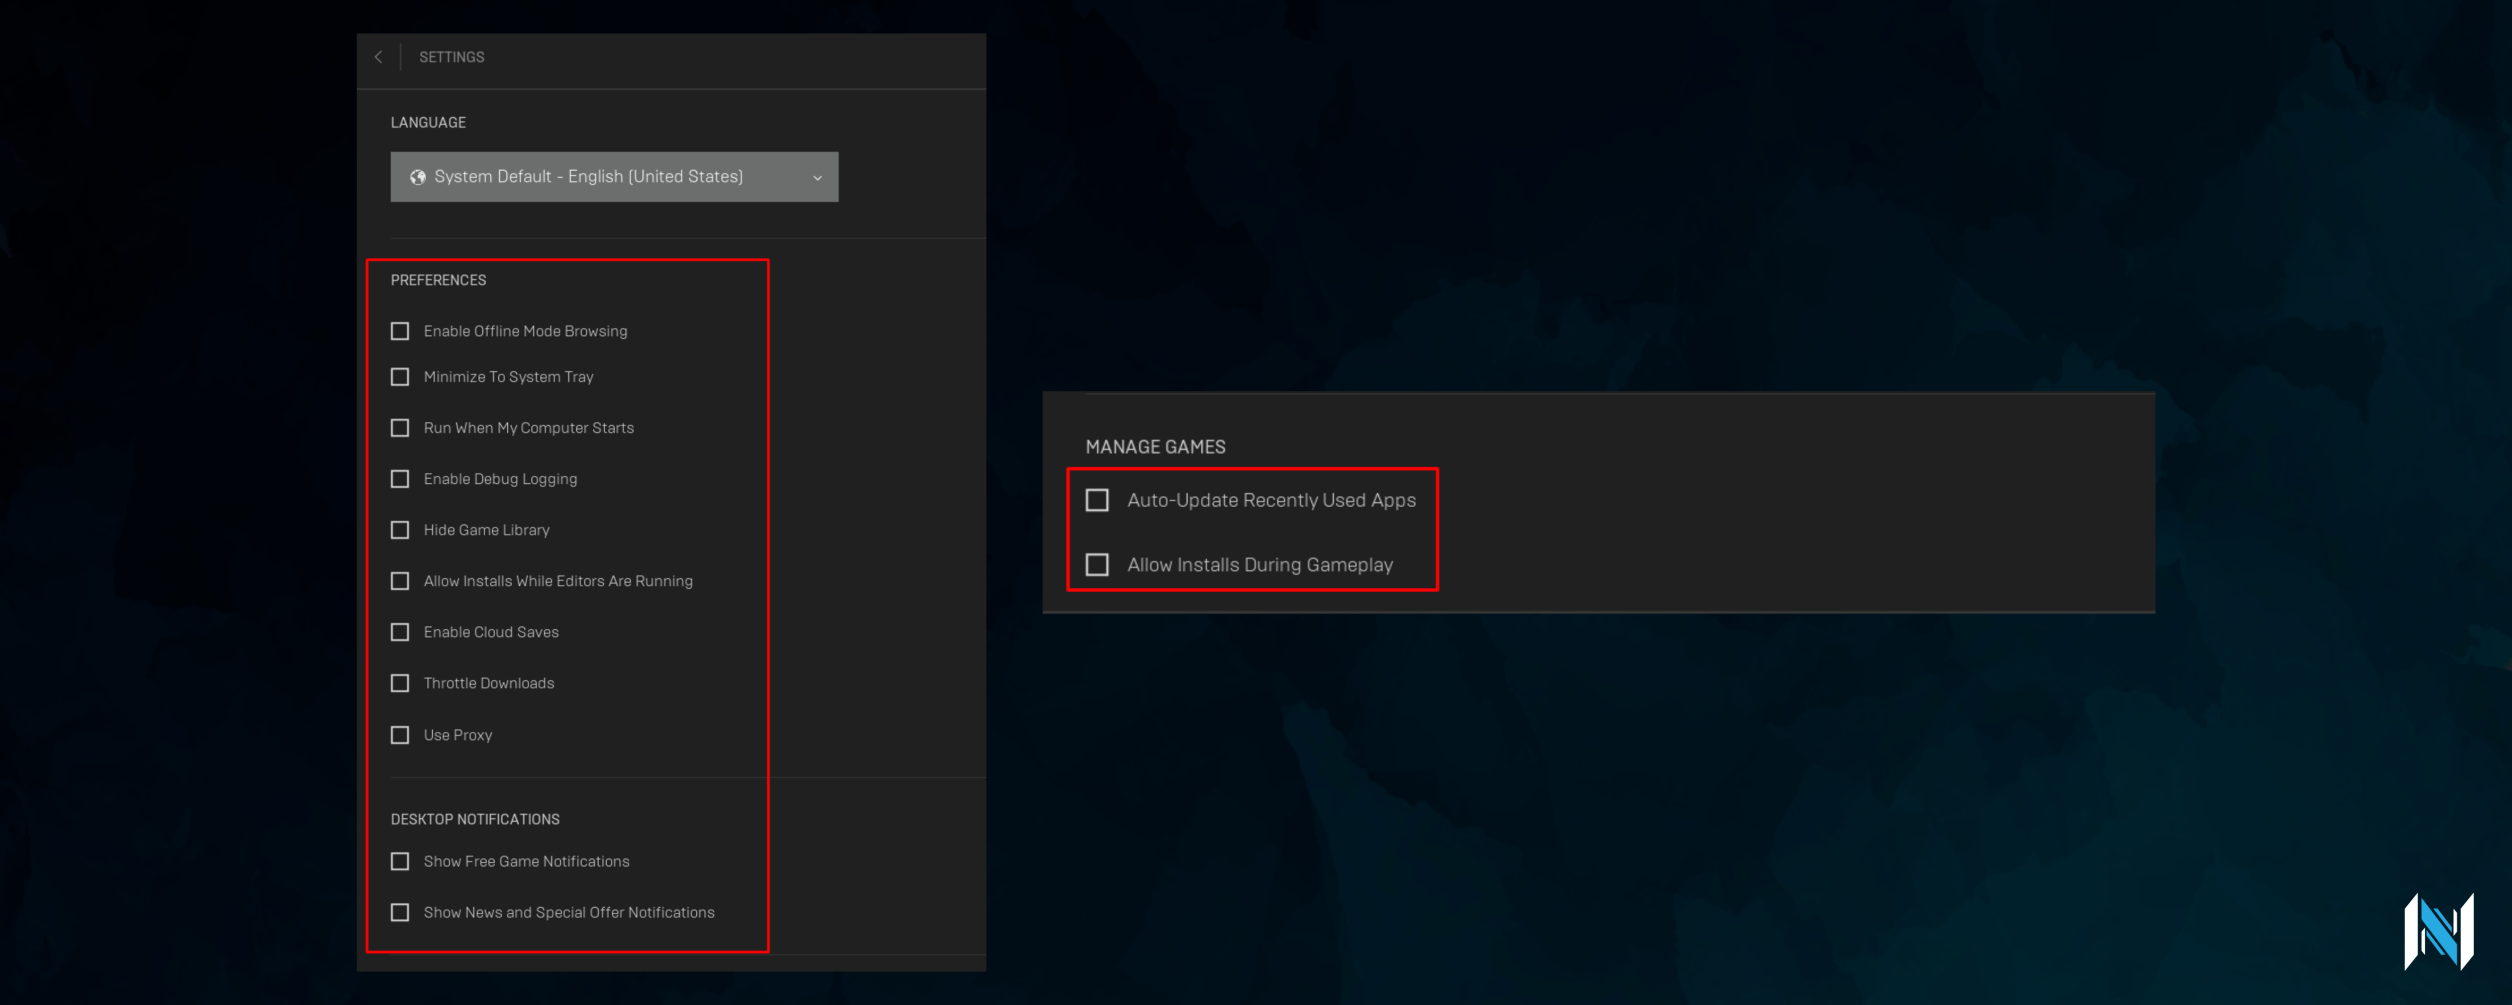 SETTINGS
LANGUAGE
System Default - English (United States)
PREFERENCES
Enable Offline Mode Browsing
Minimize To System Tray
Run When My Computer Starts
Enable Debug Logging
Hide Game Library
Allow Installs While Editors Are Running
Enable Cloud Saves
Throttle Downloads
Use Proxy
DESKTOP NOTIFICATIONS
Show Free Game Notifications
Show News and Special Offer Notifications
MANAGE GAMES
Auto-Update Recently Used Apps
Allow Installs During Gameplay